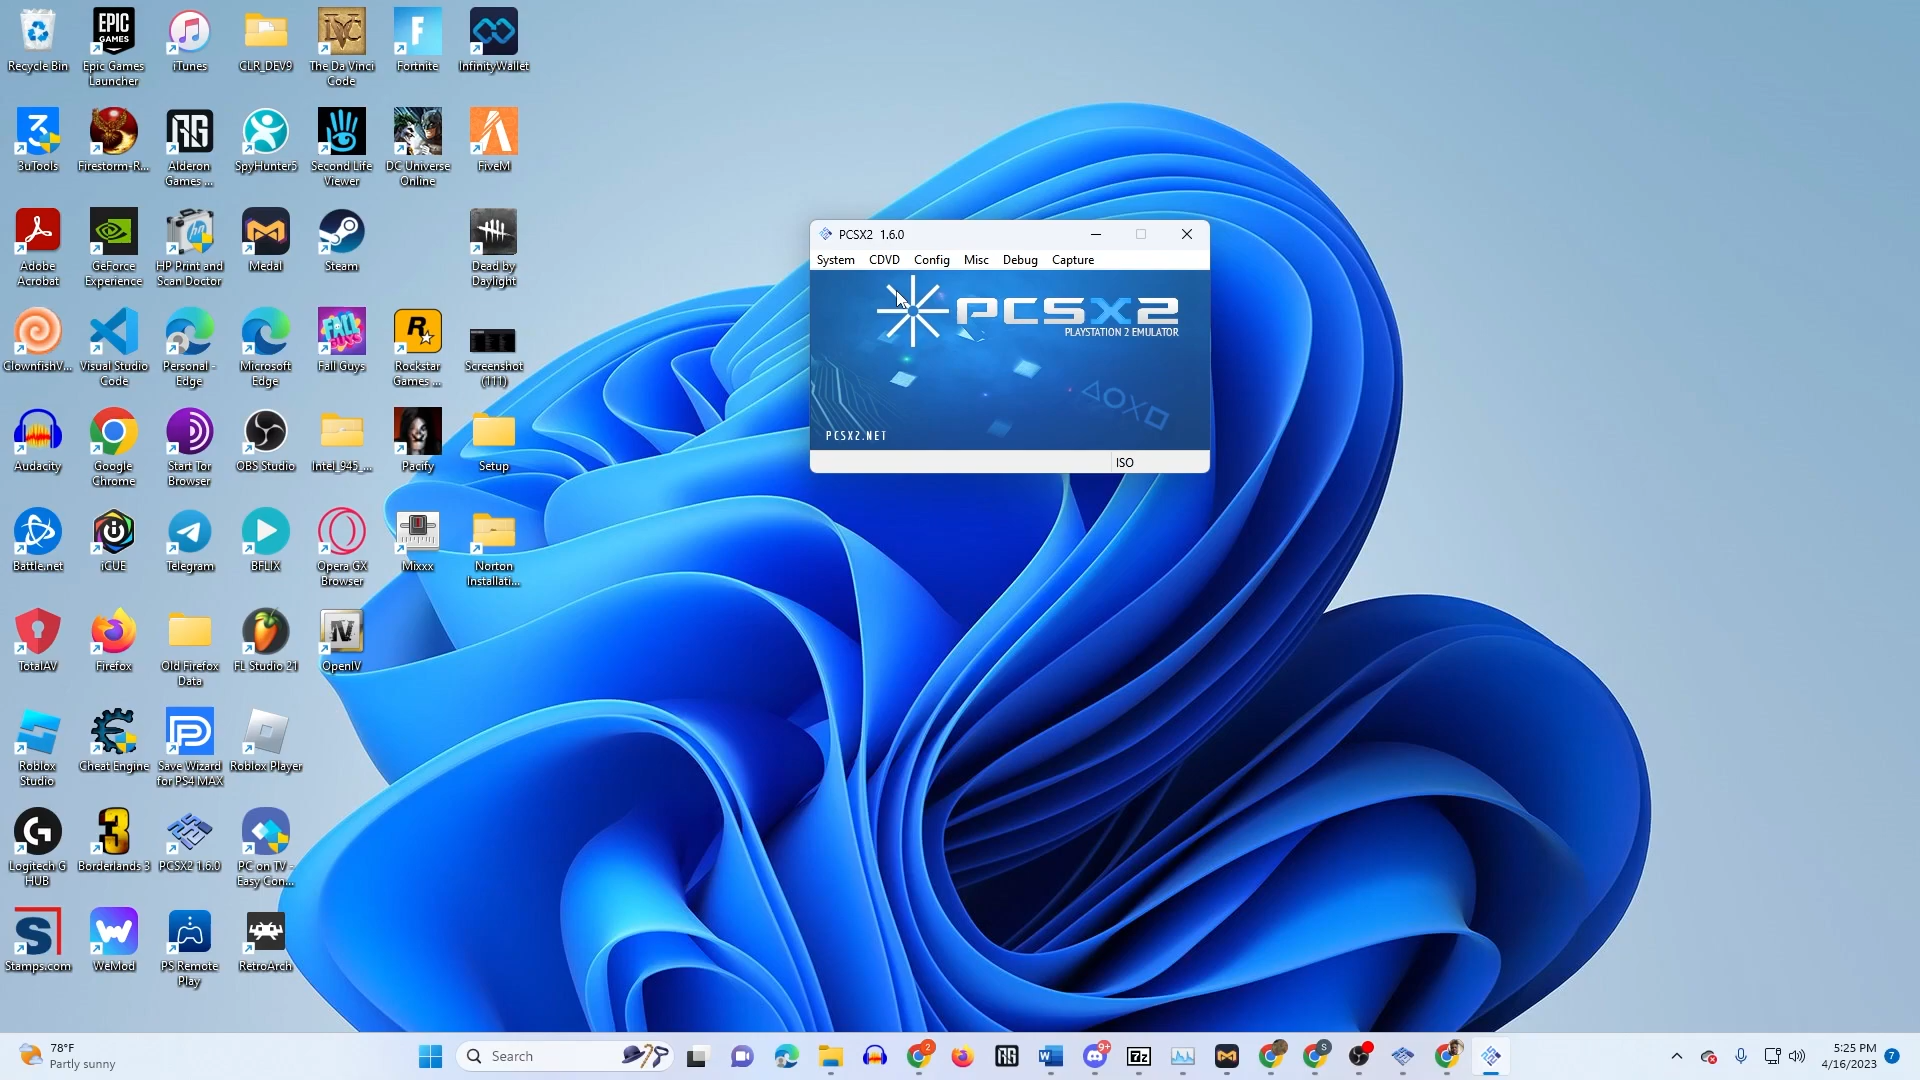 Recycle Bin
EPIC GAMES
Epic Games Launcher
iTunes
CLR_DEV9
The Da Vinci Code
Fortnite
InfinityWallet
3uTools
Firestorm-R...
Alderon Games ...
SpyHunter5
Second Life Viewer
DC Universe Online
FiveM
Adobe Acrobat
GeForce Experience
HP Print and Scan Doctor
Medal
Steam
Dead by Daylight
ClownfishV...
Visual Studio Code
Personal - Edge
Microsoft Edge
Fall Guys
Rockstar Games ...
Screenshot (111)
Audacity
Google Chrome
Start Tor Browser
OBS Studio
Intel_945_...
Pacify
Setup
Battle.net
iCUE
Telegram
BFLIX
Opera GX Browser
Mixxx
Norton Installati...
TotalAV
Firefox
Old Firefox Data
FL Studio 21
OpenIV
Roblox Studio
Cheat Engine
Save Wizard for PS4 MAX
Roblox Player
Logitech G HUB
Borderlands 3
PCSX2 1.6.0
PC on TV - Easy Con...
Stamps.com
WeMod
PS Remote Play
RetroArch
PCSX2 1.6.0
System CDVD Config Misc Debug Capture
PCSX2
PLAYSTATION 2 EMULATOR
PCSX2.NET
ISO
78°F
Partly sunny
Search
5:25 PM
4/16/2023
7